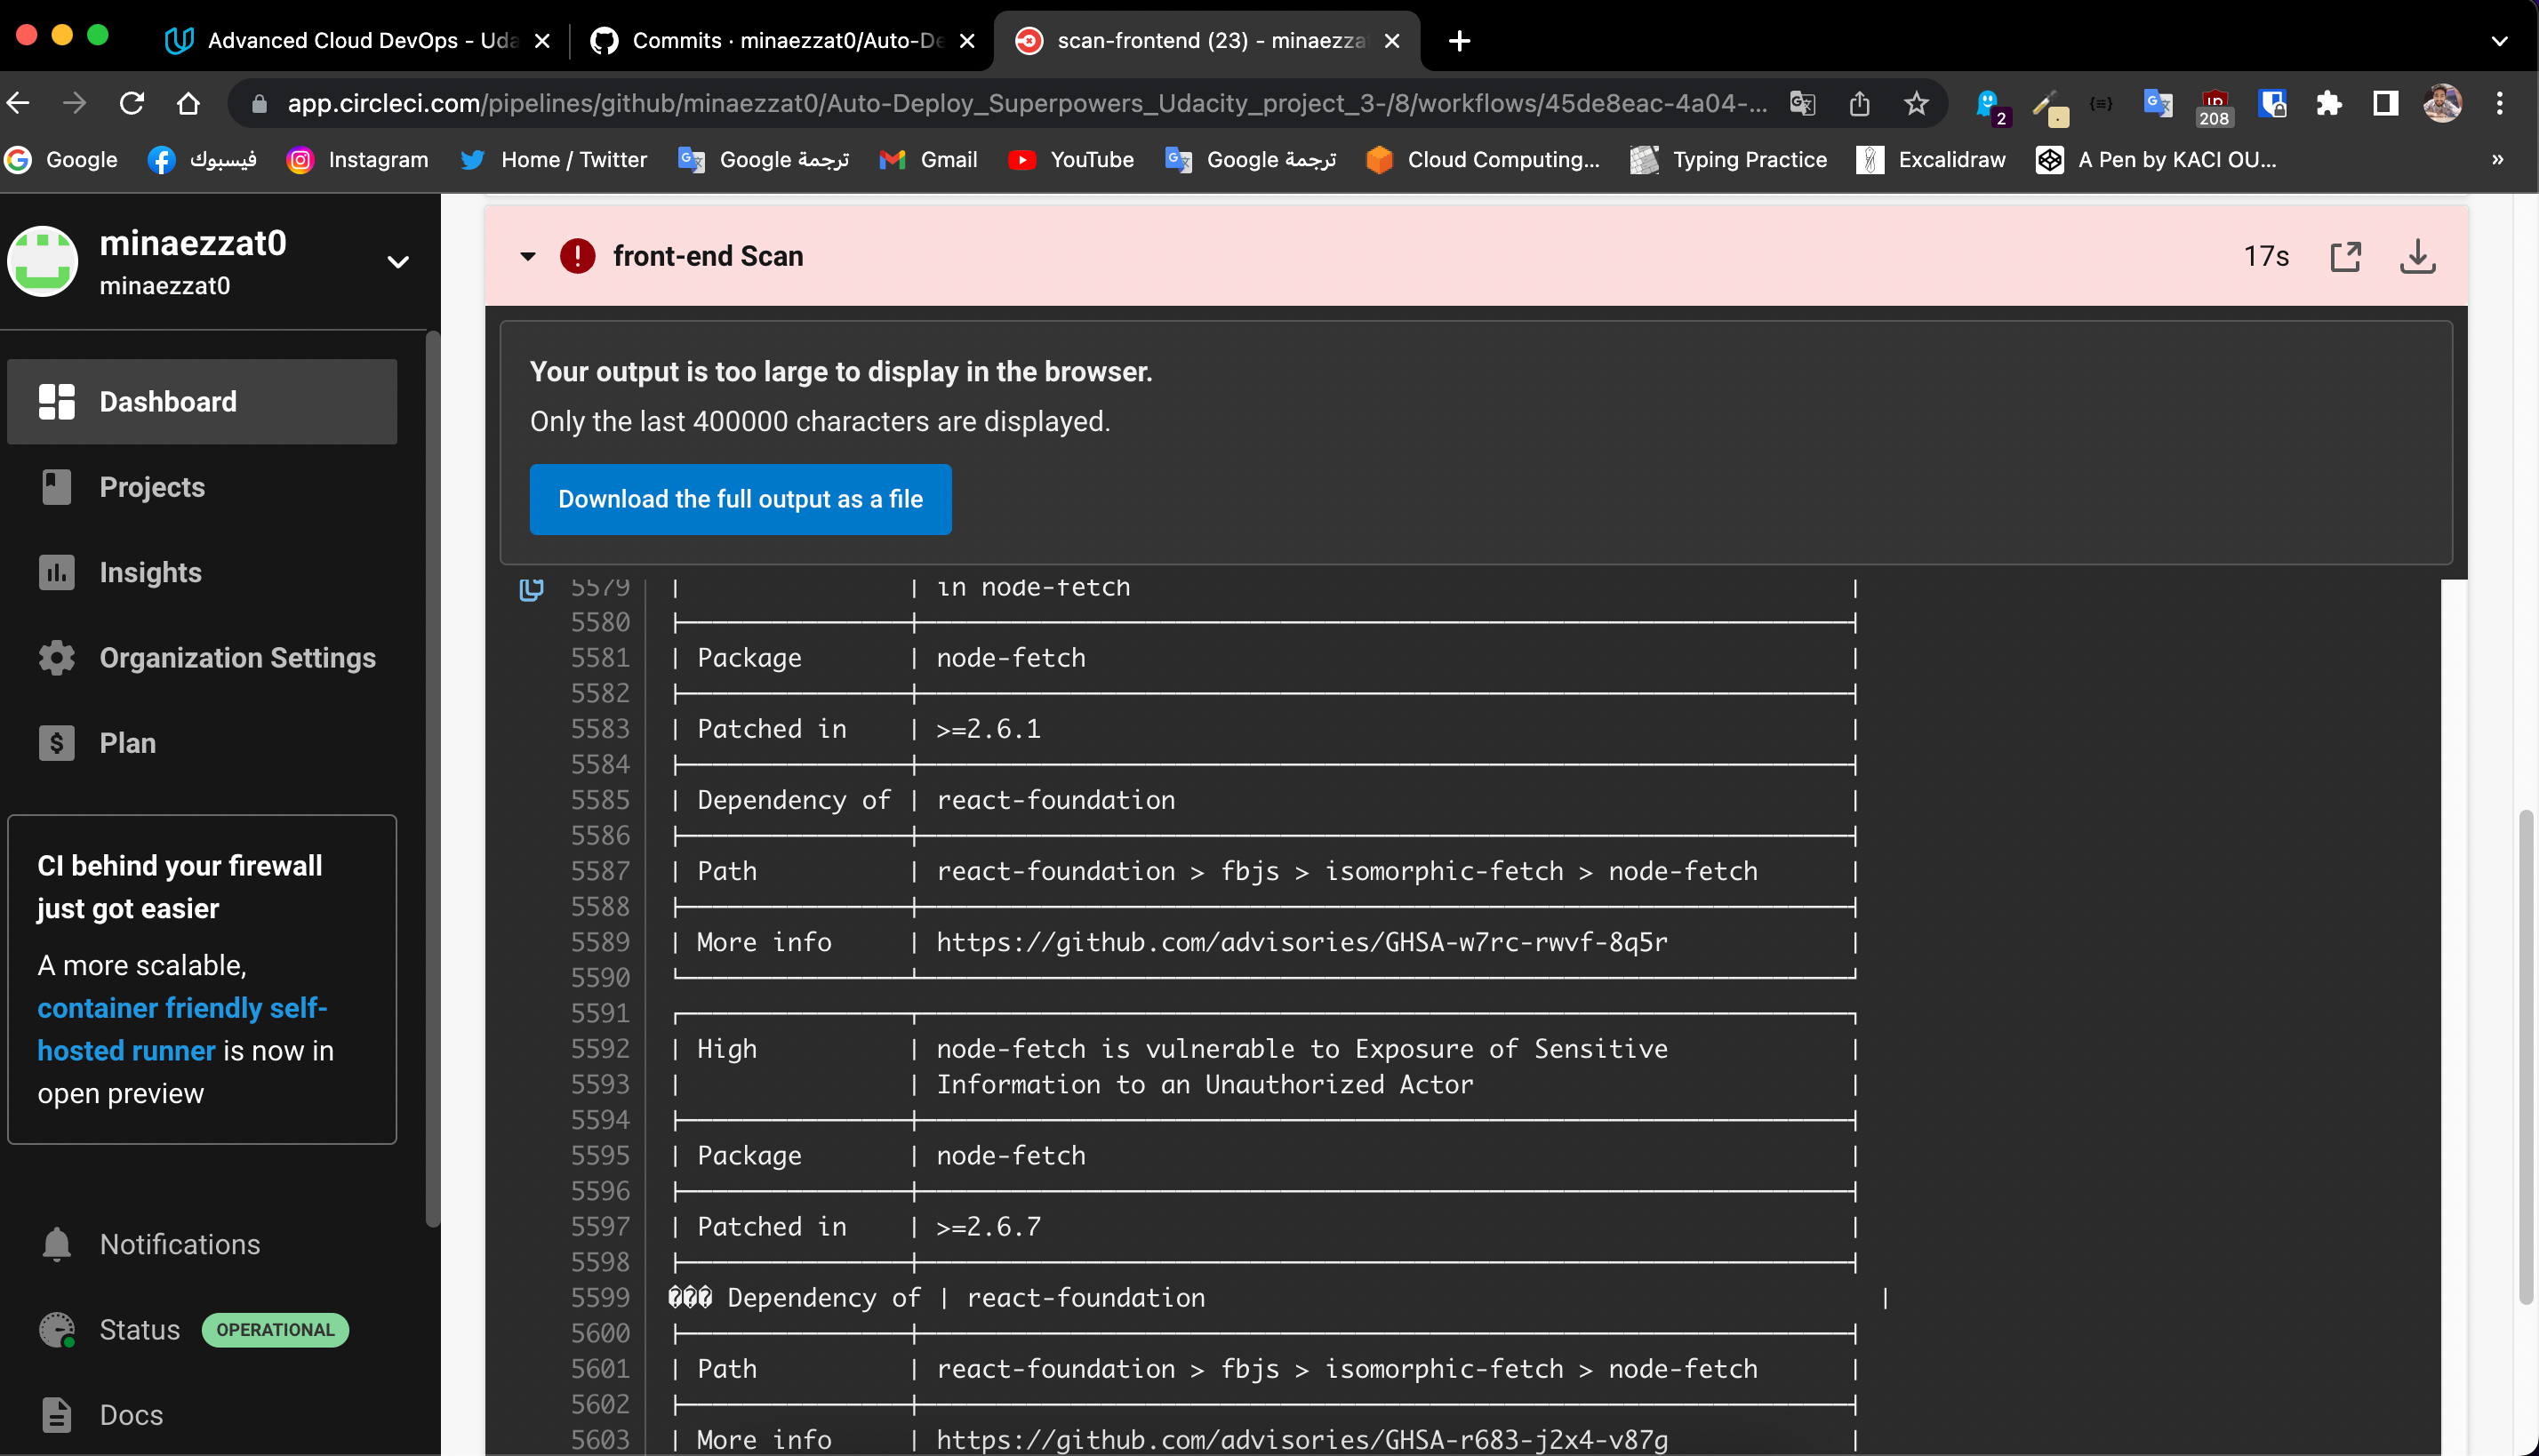 Advanced Cloud DevOps - Uda
Commits · minaezzat0/Auto-De
scan-frontend (23) - minaezza
app.circleci.com/pipelines/github/minaezzat0/Auto-Deploy_Superpowers_Udacity_project_3-/8/workflows/45de8eac-4a04-...
2
208
Google
فيسبوك
Instagram
Home / Twitter
ترجمة Google
Gmail
YouTube
ترجمة Google
Cloud Computing...
Typing Practice
Excalidraw
A Pen by KACI OU...
»
minaezzat0
minaezzat0
Dashboard
Projects
Insights
Organization Settings
Plan
CI behind your firewall
just got easier
A more scalable,
container friendly self-
hosted runner is now in
open preview
Notifications
Status OPERATIONAL
Docs
front-end Scan 17s
Your output is too large to display in the browser.
Only the last 400000 characters are displayed.
Download the full output as a file
5579 | | in node-fetch |
5580
5581 | Package | node-fetch |
5582
5583 | Patched in | >=2.6.1 |
5584
5585 | Dependency of | react-foundation |
5586
5587 | Path | react-foundation > fbjs > isomorphic-fetch > node-fetch |
5588
5589 | More info | https://github.com/advisories/GHSA-w7rc-rwvf-8q5r |
5590
5591
5592 | High | node-fetch is vulnerable to Exposure of Sensitive |
5593 | | Information to an Unauthorized Actor |
5594
5595 | Package | node-fetch |
5596
5597 | Patched in | >=2.6.7 |
5598
5599 ��� Dependency of | react-foundation |
5600
5601 | Path | react-foundation > fbjs > isomorphic-fetch > node-fetch |
5602
5603 | More info | https://github.com/advisories/GHSA-r683-j2x4-v87g |